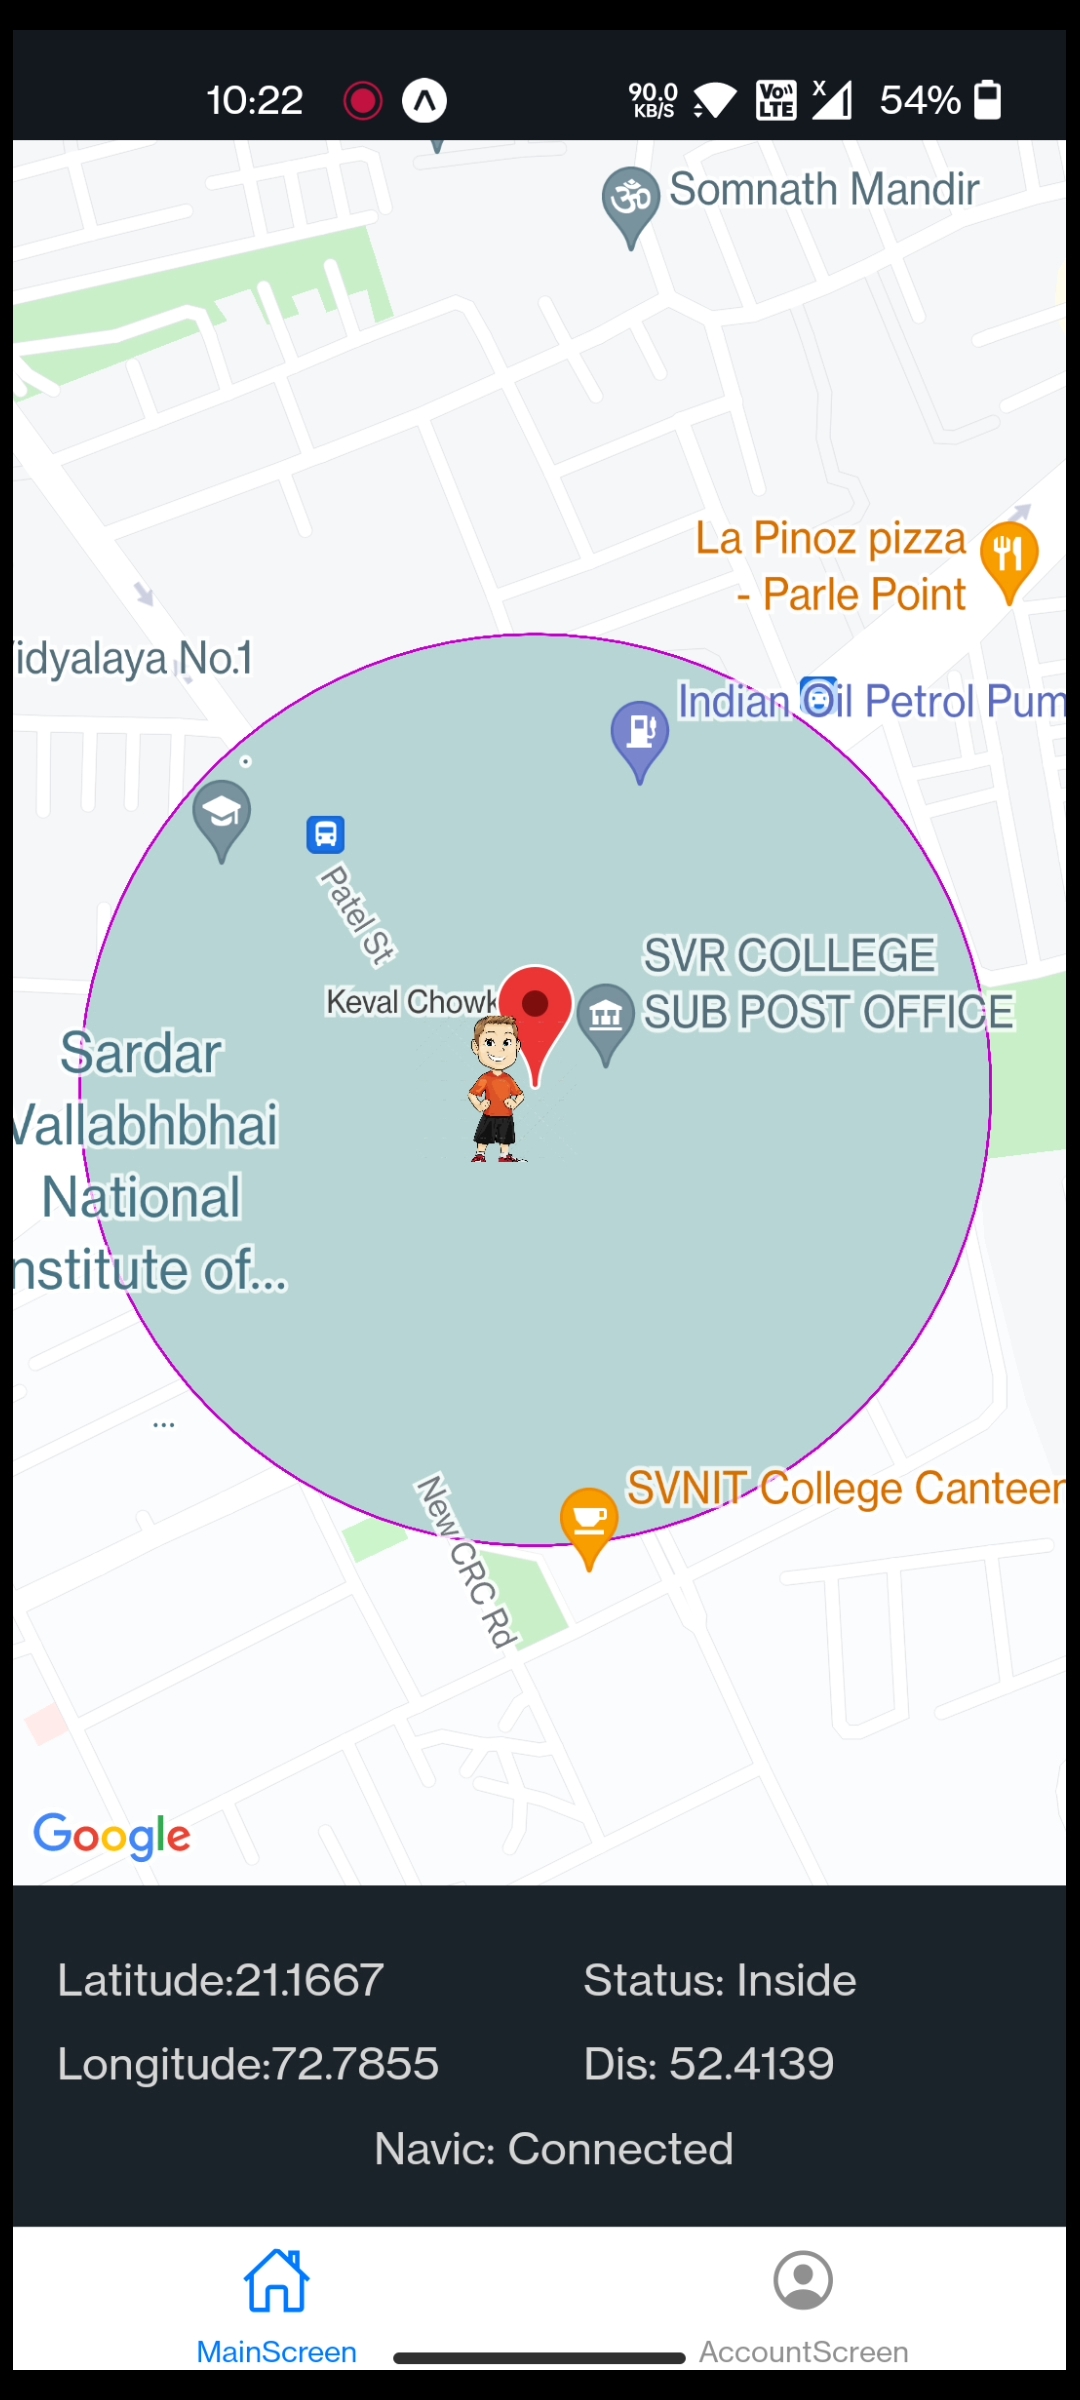 10:22
90.0
KB/S
Vo))
LTE
X
54%
ॐ
Somnath Mandir
La Pinoz pizza
- Parle Point
idyalaya No.1
Indian Oil Petrol Pum
Patel St
SVR COLLEGE
SUB POST OFFICE
Keval Chowk
Sardar
Vallabhbhai
National
nstitute of...
...
SVNIT College Canteen
New CRC Rd
Google
Latitude:21.1667
Status: Inside
Longitude:72.7855
Dis: 52.4139
Navic: Connected
MainScreen
AccountScreen